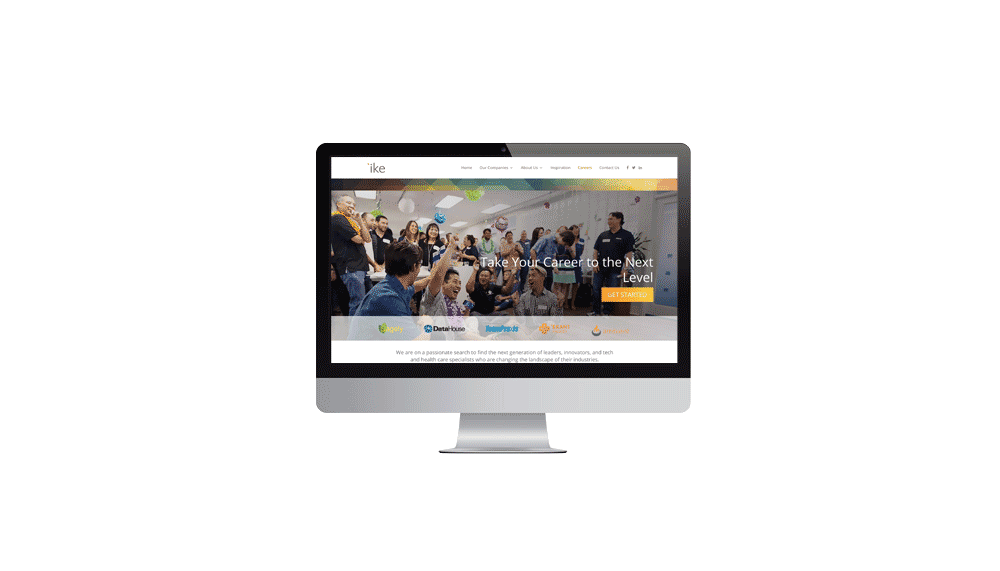 ike
Home Our Companies About Us Inspiration Careers Contact Us
Take Your Career to the Next
Level
GET STARTED
DataHouse
We are on a passionate search to find the next generation of leaders, innovators, and tech
and health care specialists who are changing the landscape of their industries.